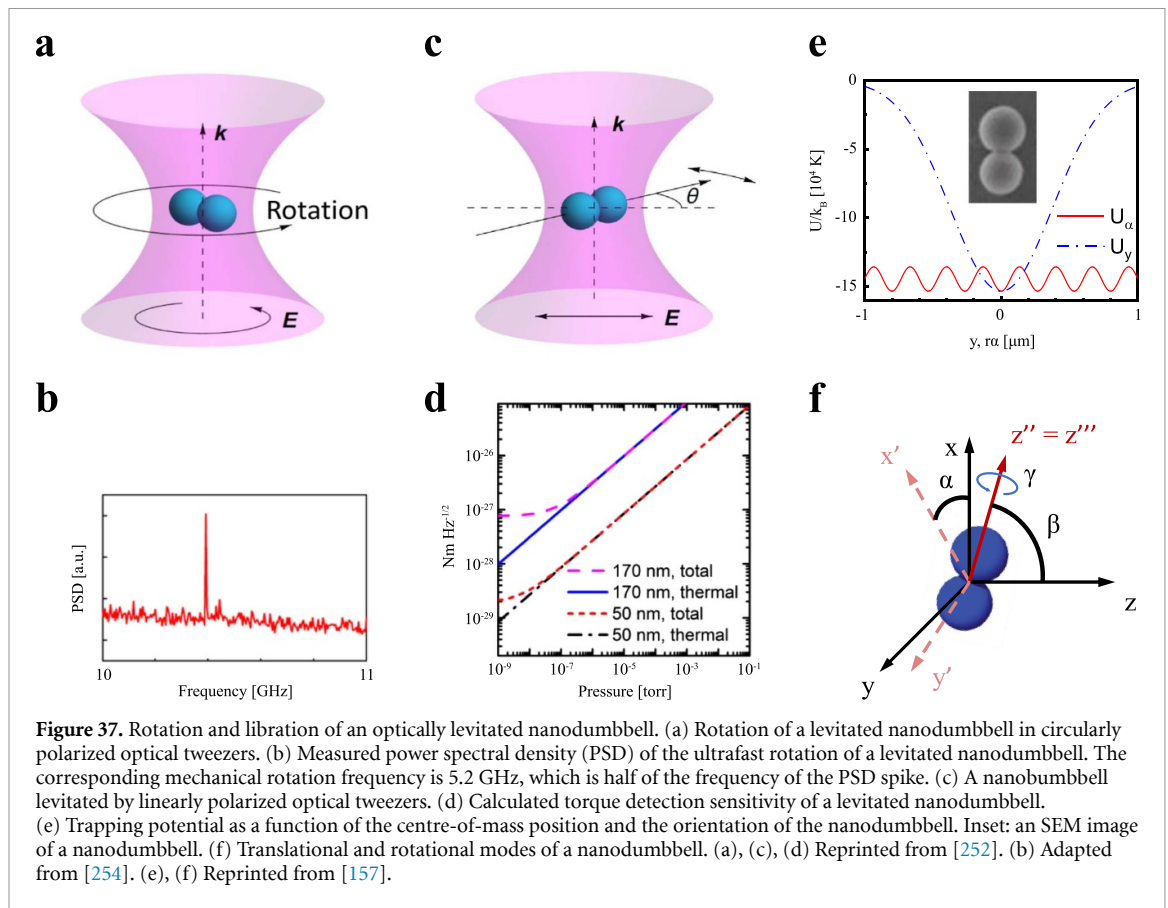 a
k
Rotation
E
c
k
θ
E
e
0
-5
-10
-15
U/k_B [10⁴ K]
U_α
U_y
-1
0
1
y, rα [μm]
b
PSD [a.u.]
10
11
Frequency [GHz]
d
Nm Hz⁻¹ᐟ²
10⁻²⁶
10⁻²⁷
10⁻²⁸
10⁻²⁹
170 nm, total
170 nm, thermal
50 nm, total
50 nm, thermal
10⁻⁹ 10⁻⁷ 10⁻⁵ 10⁻³ 10⁻¹
Pressure [torr]
f
z'' = z'''
x
x'
α
γ
β
z
y
y'
Figure 37. Rotation and libration of an optically levitated nanodumbbell. (a) Rotation of a levitated nanodumbbell in circularly
polarized optical tweezers. (b) Measured power spectral density (PSD) of the ultrafast rotation of a levitated nanodumbbell. The
corresponding mechanical rotation frequency is 5.2 GHz, which is half of the frequency of the PSD spike. (c) A nanobumbbell
levitated by linearly polarized optical tweezers. (d) Calculated torque detection sensitivity of a levitated nanodumbbell.
(e) Trapping potential as a function of the centre-of-mass position and the orientation of the nanodumbbell. Inset: an SEM image
of a nanodumbbell. (f) Translational and rotational modes of a nanodumbbell. (a), (c), (d) Reprinted from [252]. (b) Adapted
from [254]. (e), (f) Reprinted from [157].